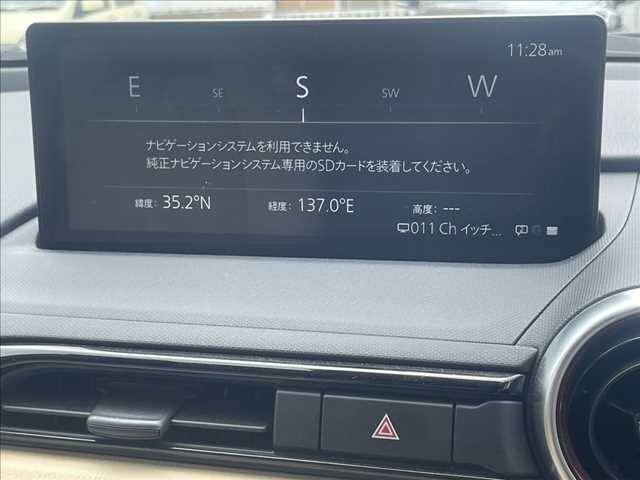 11:28am
E SE S SW W
ナビゲーションシステムを利用できません。
純正ナビゲーションシステム専用のSDカードを装着してください。
緯度: 35.2°N 経度: 137.0°E 高度: ---
011 Ch イッチ...